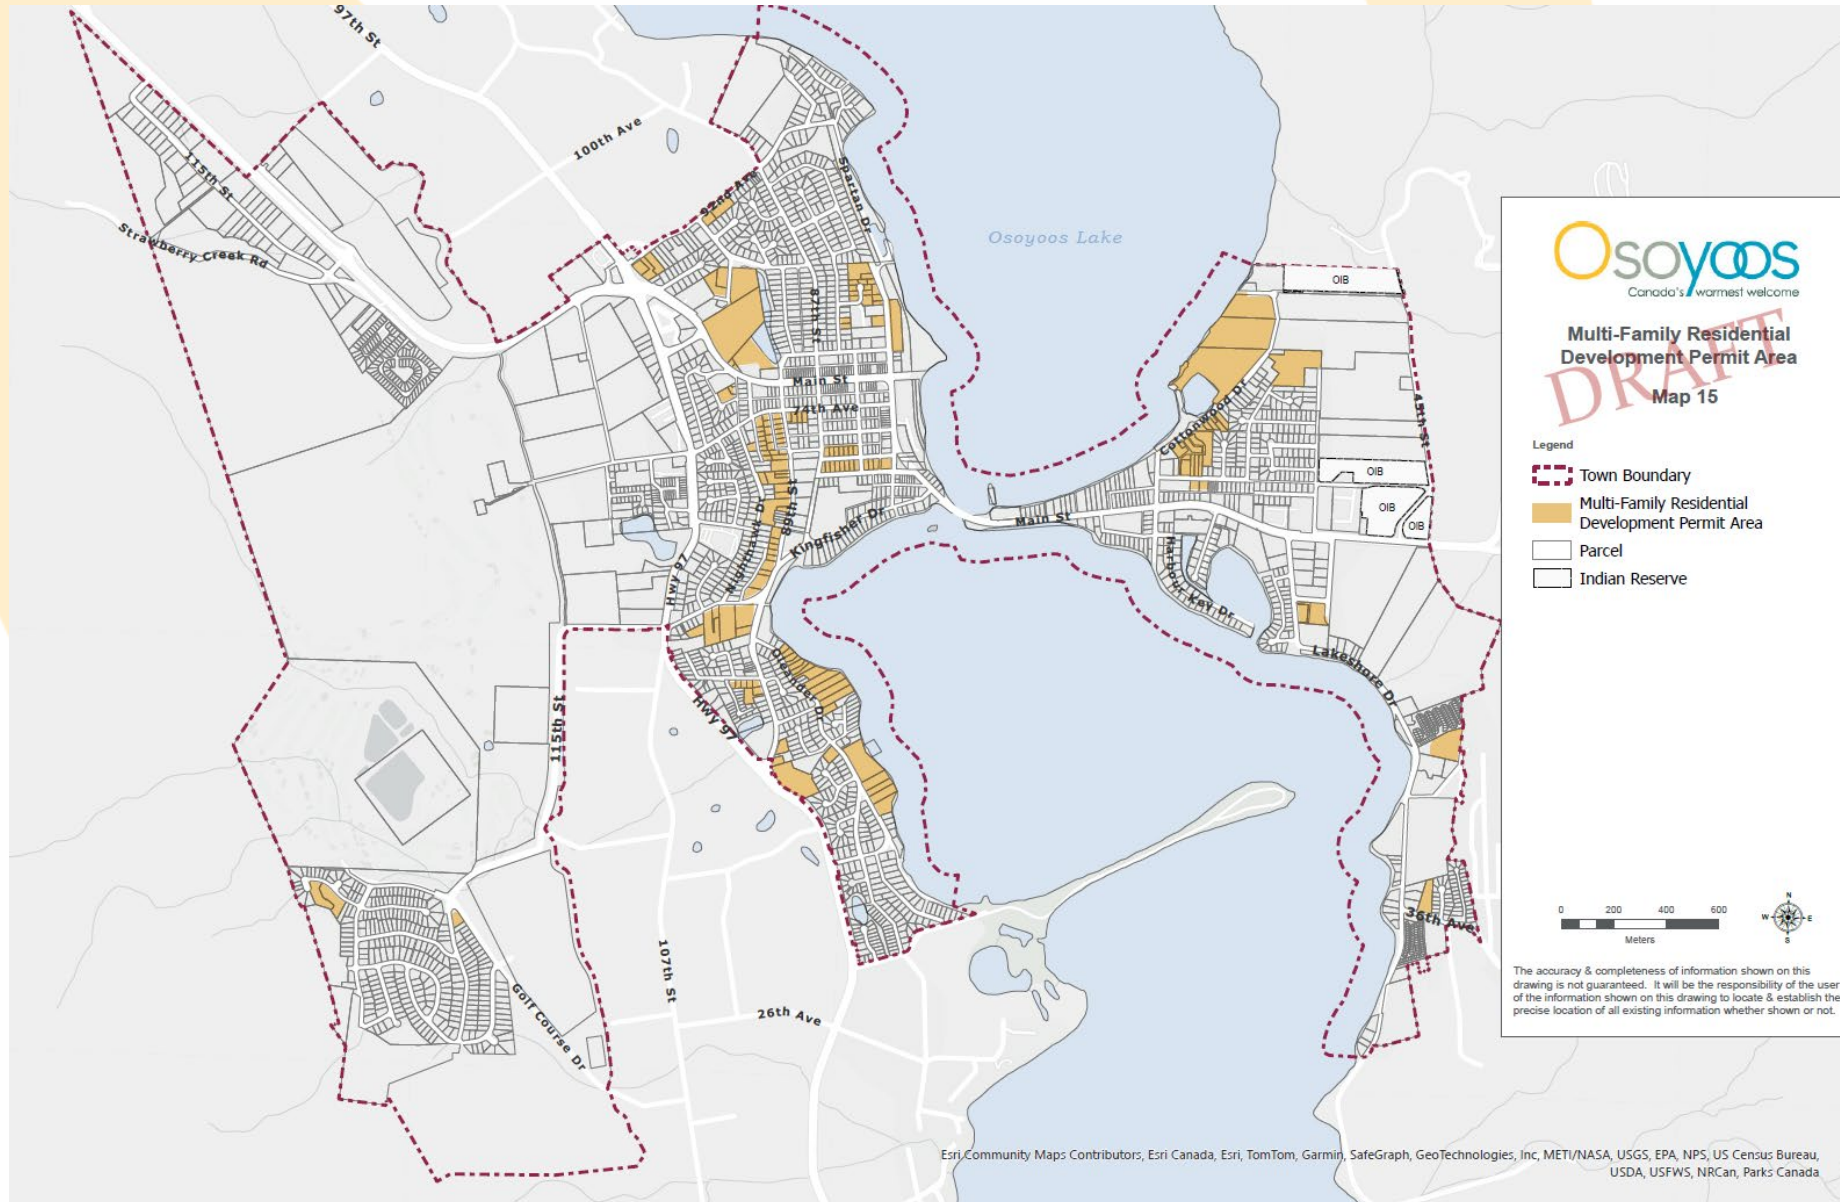 97th St
100th Ave
115th St
Strawberry Creek Rd
92nd Ave
Spartan Dr
Osoyoos Lake
87th St
Main St
74th Ave
89th St
Nighthawk Dr
Kingfisher Dr
Hwy 97
Oleander Dr
Hwy 97
115th St
107th St
26th Ave
Golf Course Dr
Cottonwood Dr
Main St
Harbour Key Dr
Lakeshore Dr
45th St
36th Ave
OIB
OIB
OIB
OIB
Osoyoos
Canada's warmest welcome
Multi-Family Residential
Development Permit Area
DRAFT
Map 15
Legend
Town Boundary
Multi-Family Residential
Development Permit Area
Parcel
Indian Reserve
0 200 400 600
Meters
N
W E
S
The accuracy & completeness of information shown on this
drawing is not guaranteed. It will be the responsibility of the user
of the information shown on this drawing to locate & establish the
precise location of all existing information whether shown or not.
Esri Community Maps Contributors, Esri Canada, Esri, TomTom, Garmin, SafeGraph, GeoTechnologies, Inc, METI/NASA, USGS, EPA, NPS, US Census Bureau,
USDA, USFWS, NRCan, Parks Canada